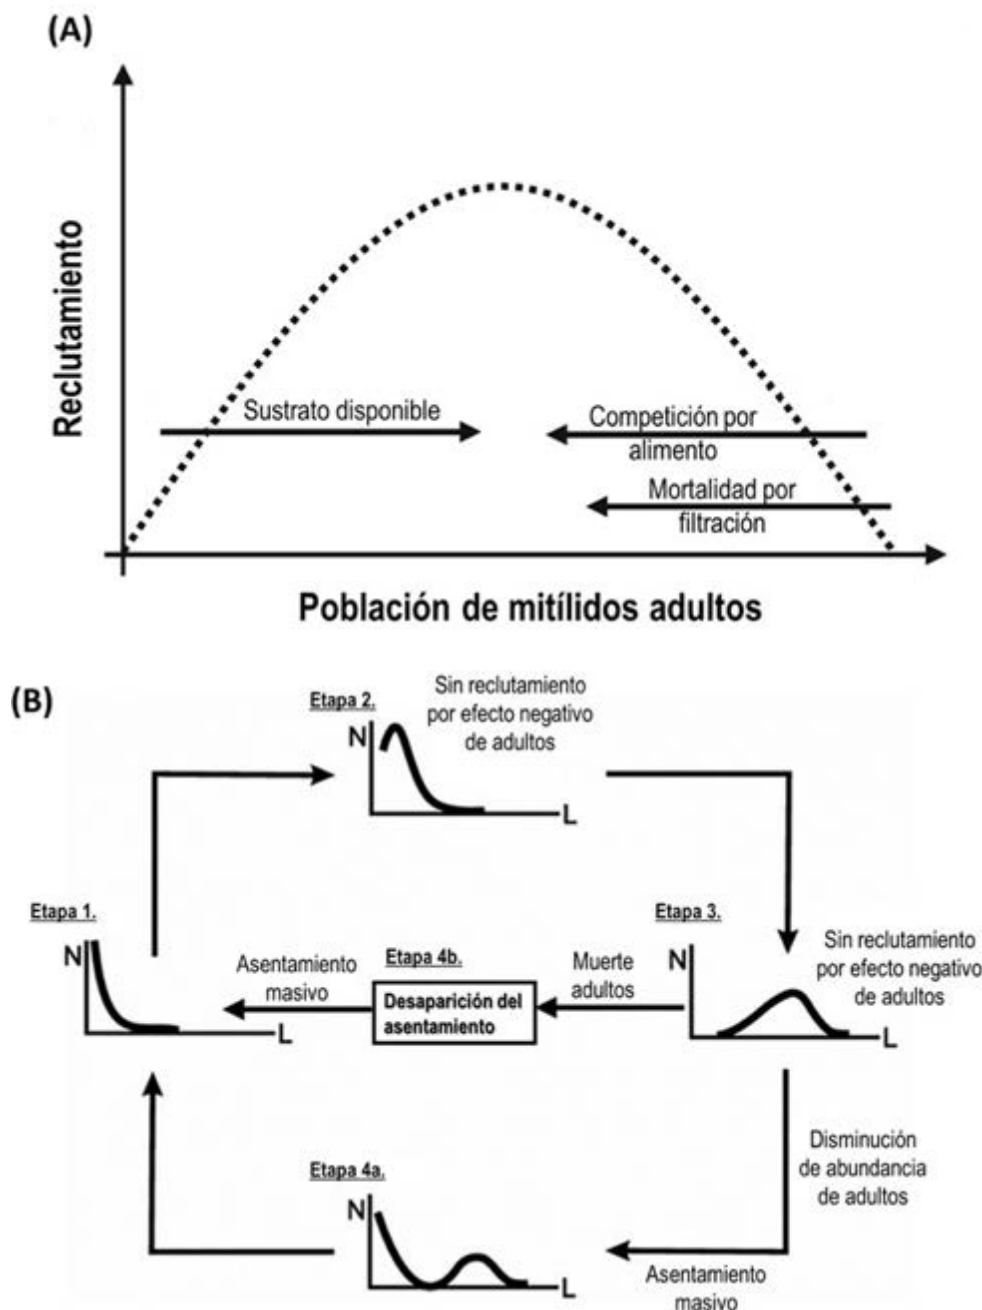 (A)
Reclutamiento
Sustrato disponible
Competición por
alimento
Mortalidad por
filtración
Población de mitílidos adultos
(B)
Etapa 2.
Sin reclutamiento
por efecto negativo
de adultos
N
L
Etapa 1.
N
L
Asentamiento
masivo
Etapa 4b.
Desaparición del
asentamiento
Muerte
adultos
Etapa 3.
N
L
Sin reclutamiento
por efecto negativo
de adultos
Disminución
de abundancia
de adultos
Etapa 4a.
N
L
Asentamiento
masivo